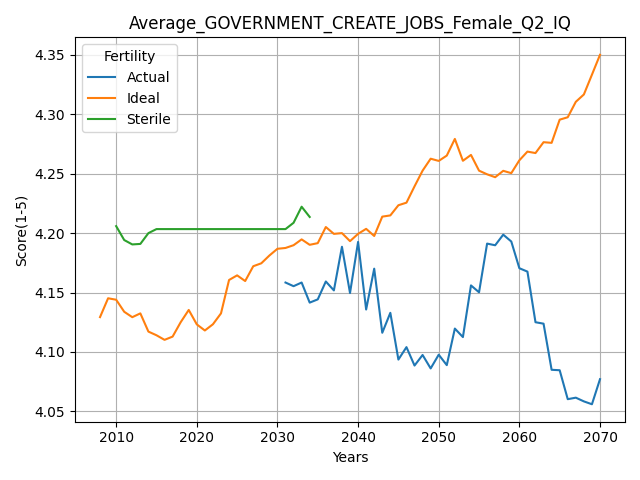 Average_GOVERNMENT_CREATE_JOBS_Female_Q2_IQ
Fertility
Actual
Ideal
Sterile
Score(1-5)
4.35
4.30
4.25
4.20
4.15
4.10
4.05
2010 2020 2030 2040 2050 2060 2070
Years